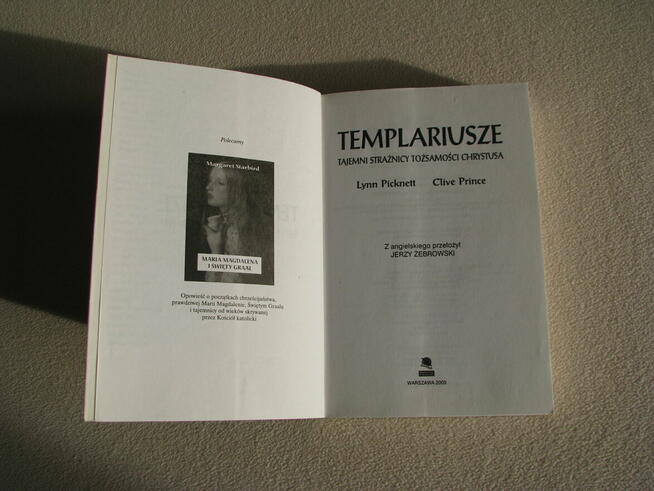 Polecamy
Margaret Starbird
MARIA MAGDALENA
I ŚWIĘTY GRAAL
Opowieść o początkach chrześcijaństwa,
prawdziwej Marii Magdalenie, Świętym Graalu
i tajemnicy od wieków skrywanej
przez Kościół katolicki
TEMPLARIUSZE
TAJEMNI STRAŻNICY TOŻSAMOŚCI CHRYSTUSA
Lynn Picknett Clive Prince
Z angielskiego przełożył
JERZY ŻEBROWSKI
WARSZAWA 2000